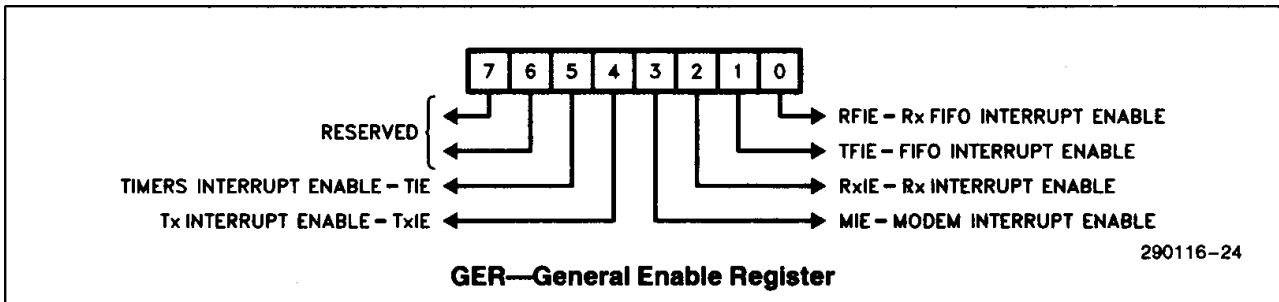 7 6 5 4 3 2 1 0
RESERVED
RFIE – Rx FIFO INTERRUPT ENABLE
TFIE – FIFO INTERRUPT ENABLE
TIMERS INTERRUPT ENABLE – TIE
RxIE – Rx INTERRUPT ENABLE
Tx INTERRUPT ENABLE – TxIE
MIE – MODEM INTERRUPT ENABLE
290116–24
GER—General Enable Register